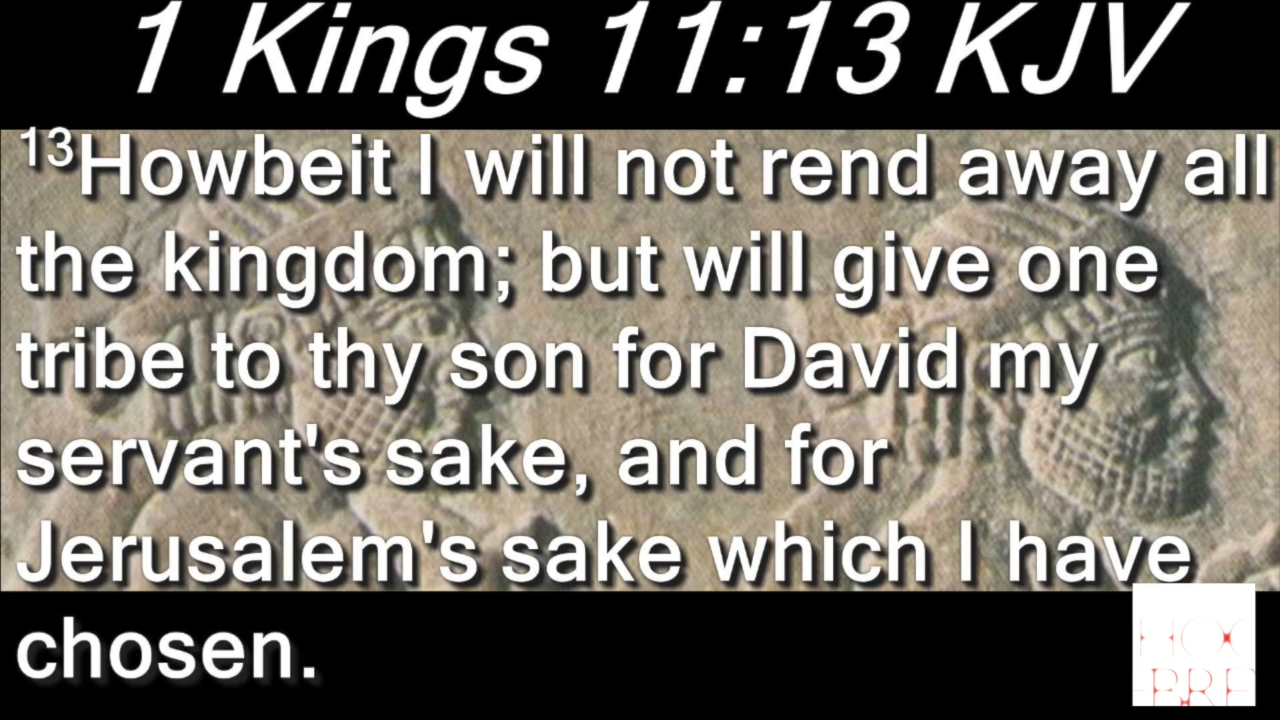 1 Kings 11:13 KJV
13Howbeit I will not rend away all
the kingdom; but will give one
tribe to thy son for David my
servant's sake, and for
Jerusalem's sake which I have
chosen.